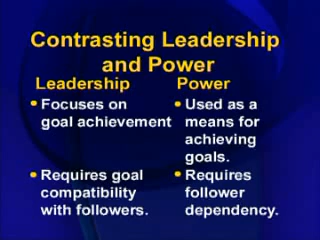 Contrasting Leadership
and Power
Leadership
• Focuses on
goal achievement
• Requires goal
compatibility
with followers.
Power
• Used as a
means for
achieving
goals.
• Requires
follower
dependency.